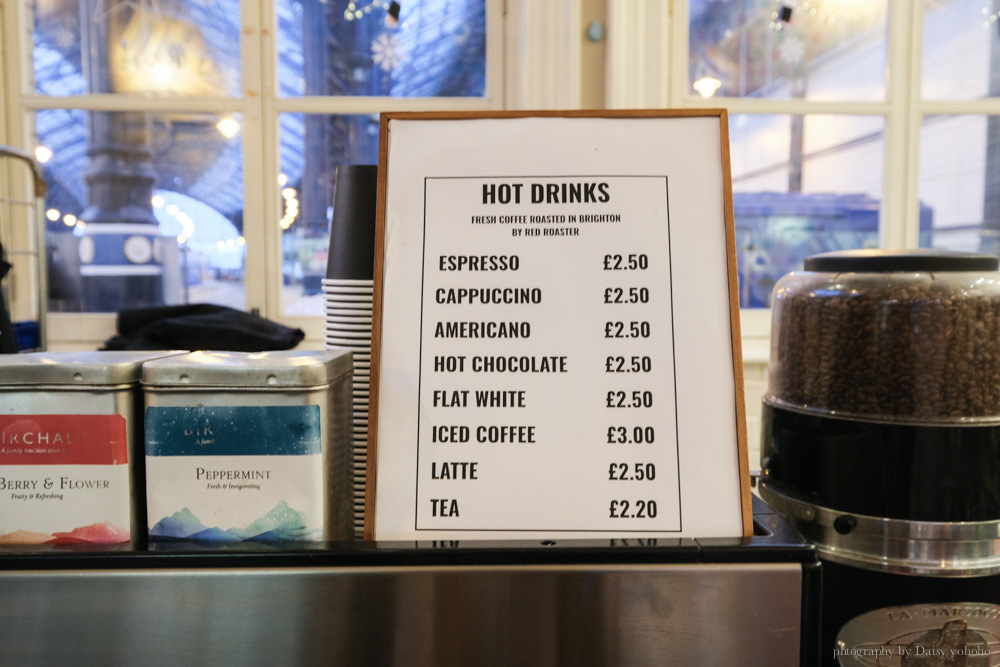 HOT DRINKS
FRESH COFFEE ROASTED IN BRIGHTON
BY RED ROASTER
ESPRESSO £2.50
CAPPUCCINO £2.50
AMERICANO £2.50
HOT CHOCOLATE £2.50
FLAT WHITE £2.50
ICED COFFEE £3.00
LATTE £2.50
TEA £2.20
BERRY & FLOWER
Fruity & Refreshing
PEPPERMINT
Fresh & Invigorating
photography by Daisy yohoho